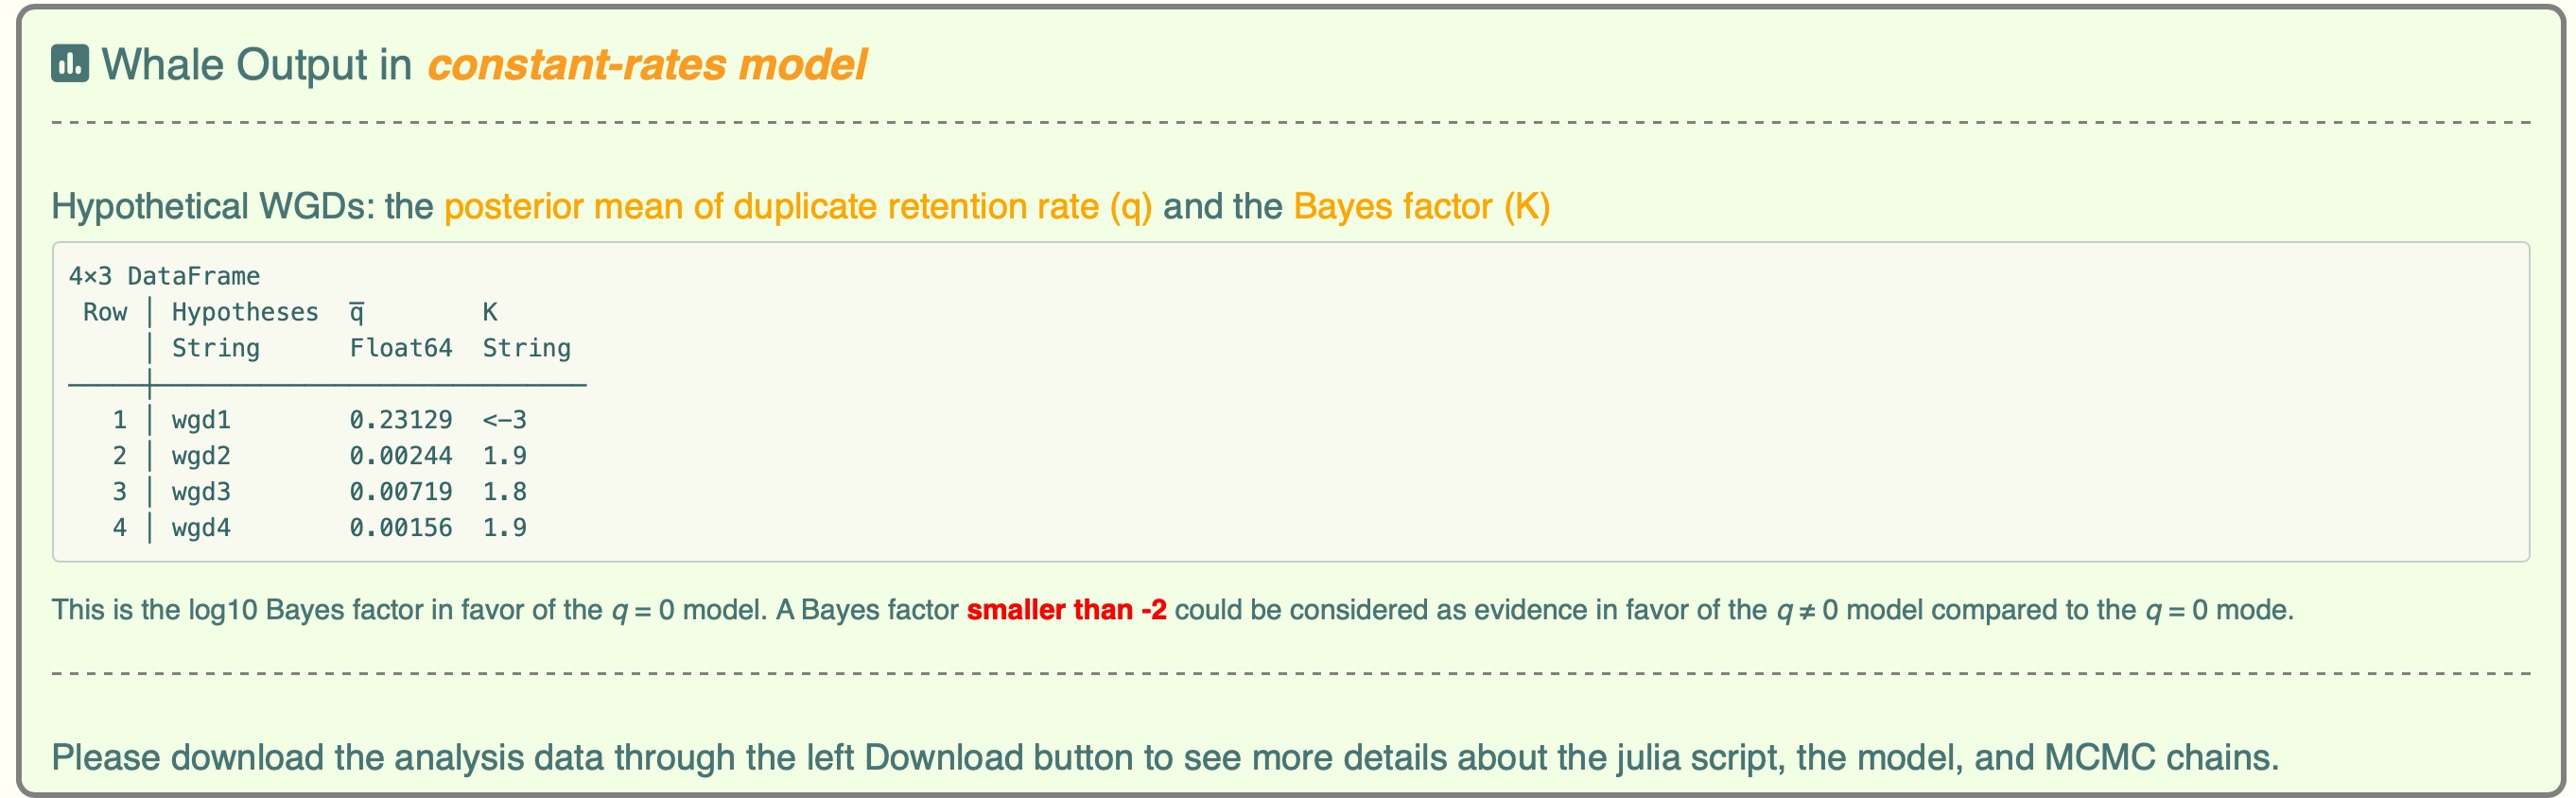 Whale Output in constant-rates model
Hypothetical WGDs: the posterior mean of duplicate retention rate (q) and the Bayes factor (K)
4×3 DataFrame
Row │ Hypotheses q̅ K
│ String Float64 String
1 │ wgd1 0.23129 <-3
2 │ wgd2 0.00244 1.9
3 │ wgd3 0.00719 1.8
4 │ wgd4 0.00156 1.9
This is the log10 Bayes factor in favor of the q = 0 model. A Bayes factor smaller than -2 could be considered as evidence in favor of the q ≠ 0 model compared to the q = 0 mode.
Please download the analysis data through the left Download button to see more details about the julia script, the model, and MCMC chains.